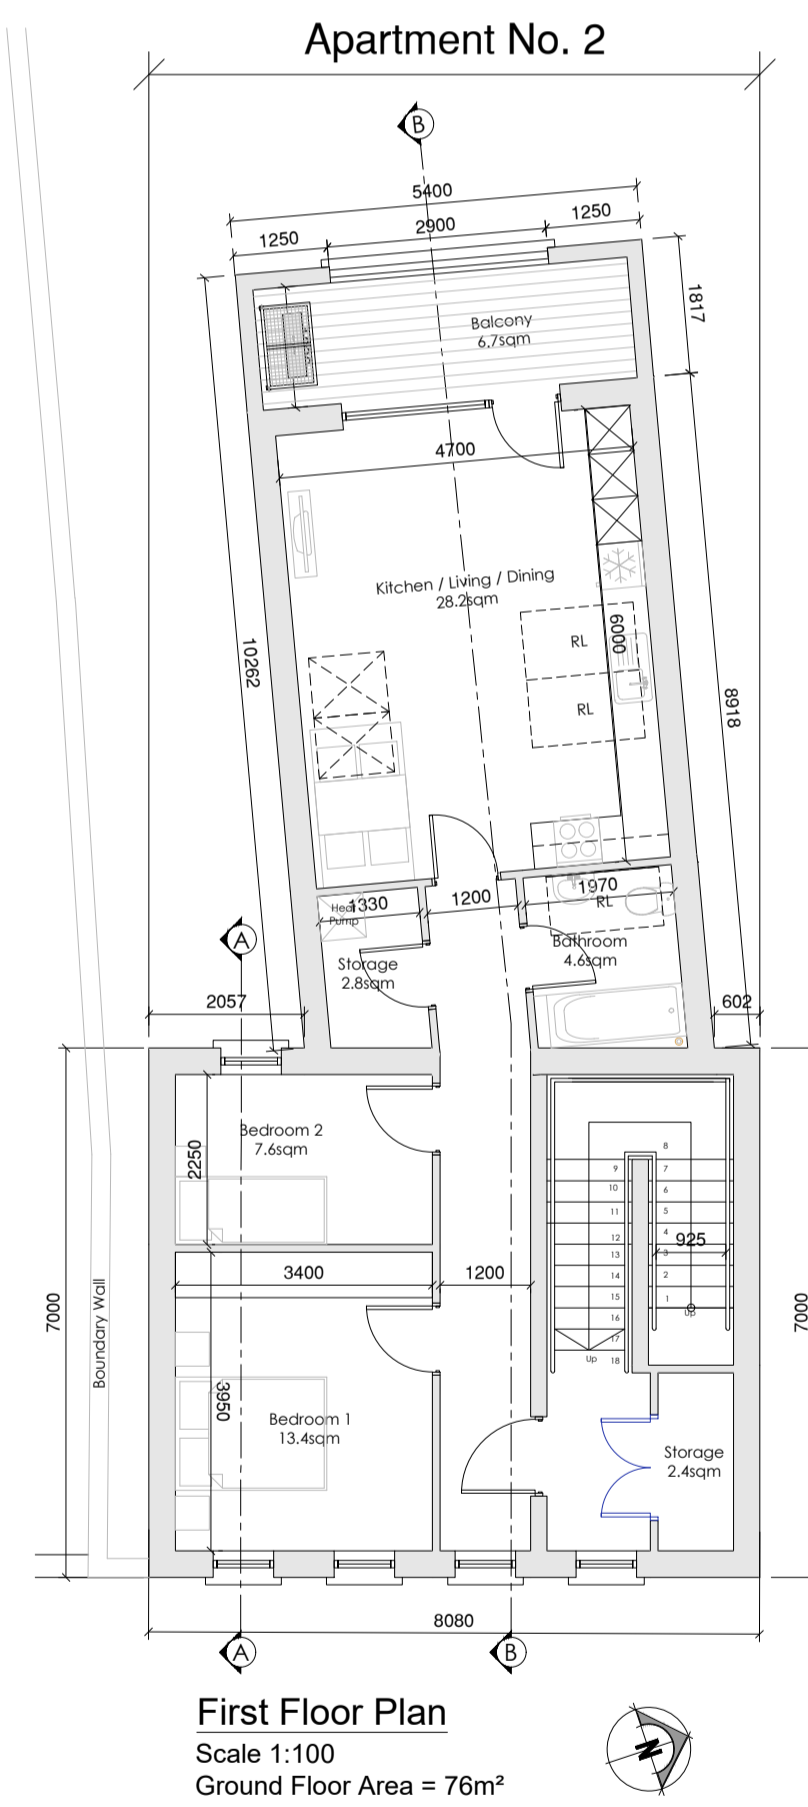 Apartment No. 2
B
5400
1250
2900
1250
1817
Balcony
6.7sqm
4700
Kitchen / Living / Dining
28.2sqm
6000
RL
RL
10262
8918
1330
1200
1970
Heat
Pump
RL
Storage
2.8sqm
Bathroom
4.6sqm
A
2057
602
Bedroom 2
7.6sqm
2250
8
9
7
10
6
11
5
12
4
13
3
14
2
15
1
16
17
18
925
Up
Up
3400
1200
7000
7000
Boundary Wall
3950
Bedroom 1
13.4sqm
Storage
2.4sqm
8080
A
B
First Floor Plan
Scale 1:100
Ground Floor Area = 76m²
N